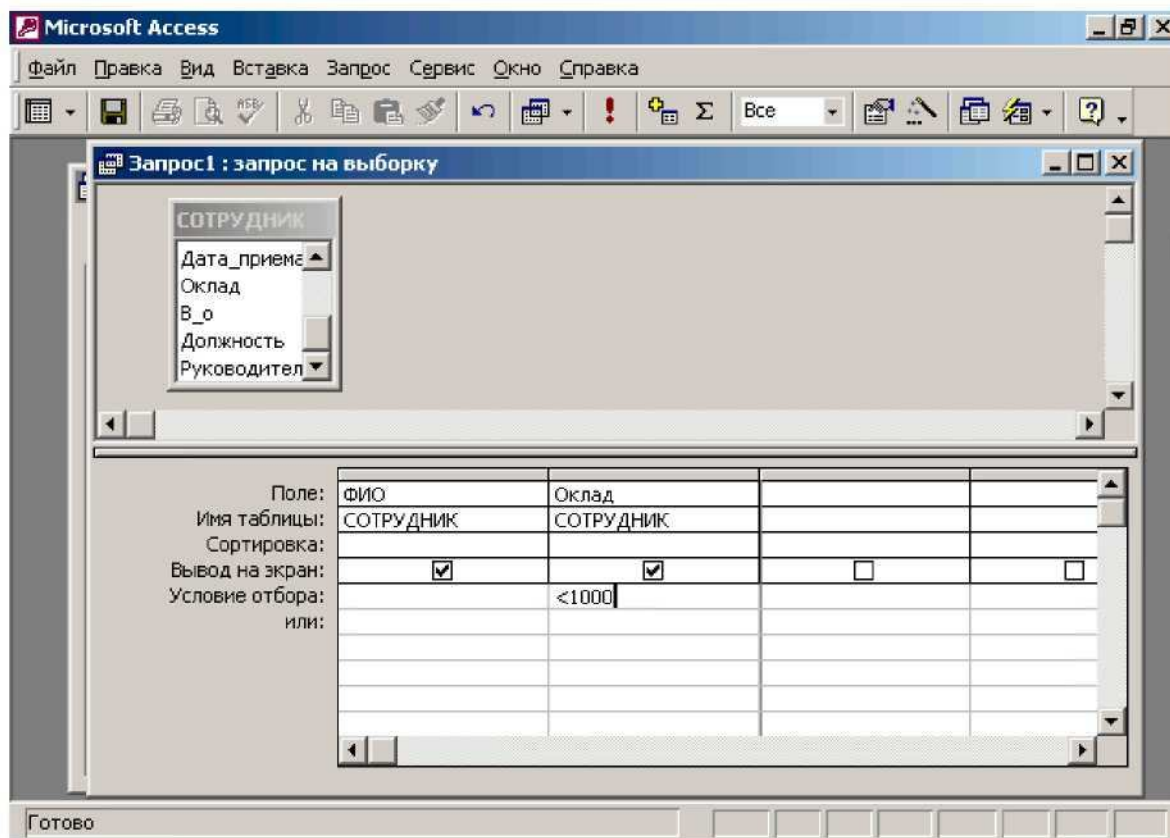 Microsoft Access
Файл Правка Вид Вставка Запрос Сервис Окно Справка
Все
Запрос1 : запрос на выборку
СОТРУДНИК
Дата_приема
Оклад
В_о
Должность
Руководител
Поле: ФИО Оклад
Имя таблицы: СОТРУДНИК СОТРУДНИК
Сортировка:
Вывод на экран:
Условие отбора: <1000
или:
Готово